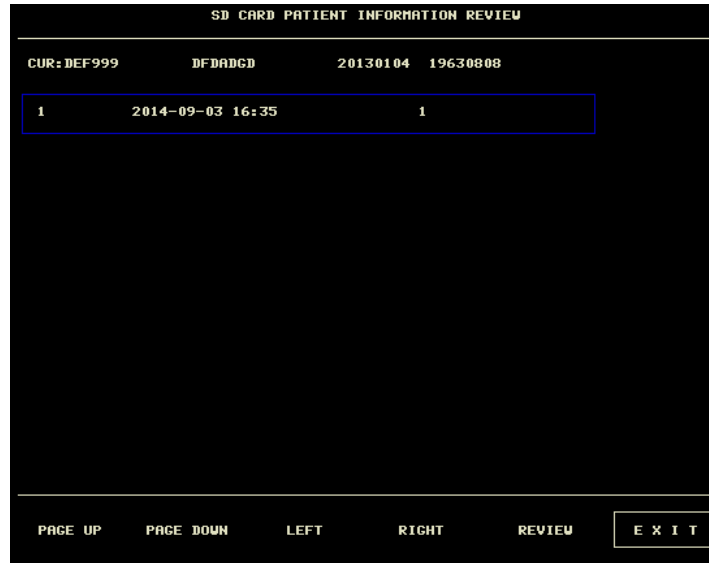 SD CARD PATIENT INFORMATION REVIEW
CUR:DEF999 DFDADGD 20130104 19630808
1 2014-09-03 16:35 1
PAGE UP PAGE DOWN LEFT RIGHT REVIEW E X I T